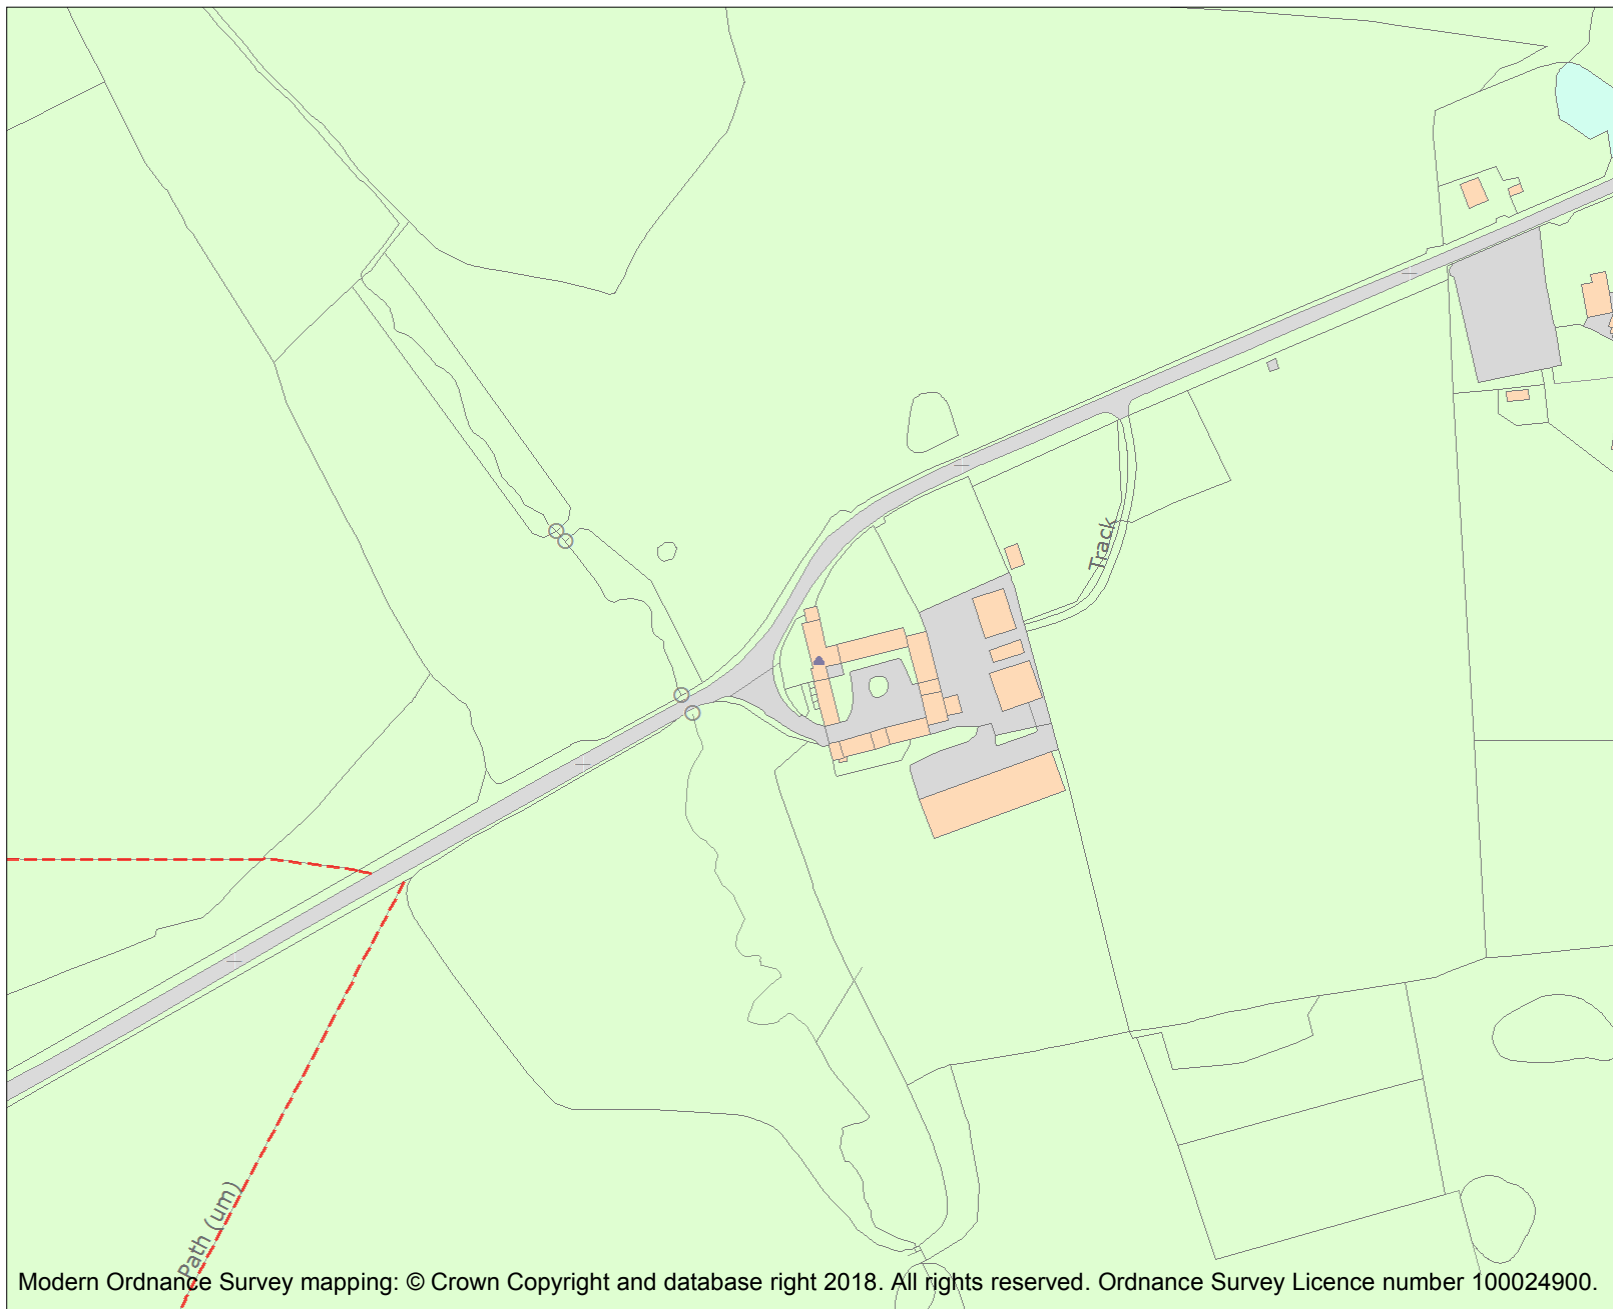 Track
Path (um)
Modern Ordnance Survey mapping: © Crown Copyright and database right 2018. All rights reserved. Ordnance Survey Licence number 100024900.